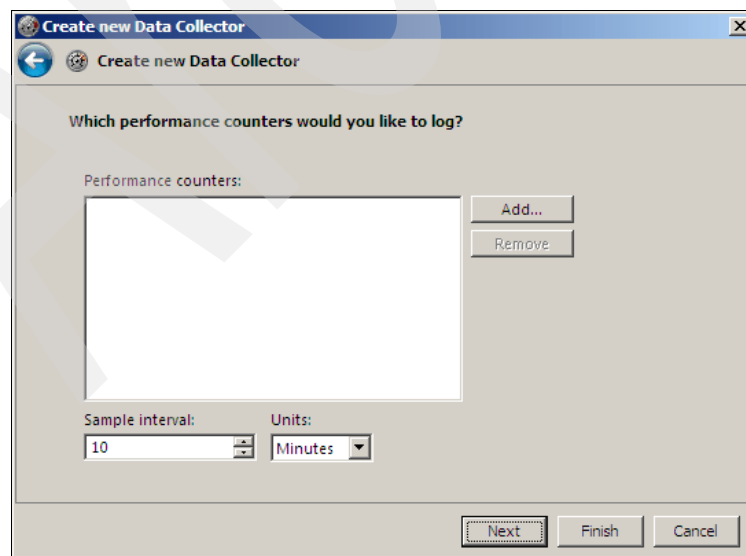 Create new Data Collector
Create new Data Collector
Which performance counters would you like to log?
Performance counters:
Add...
Remove
Sample interval:
Units:
10
Minutes
Next
Finish
Cancel